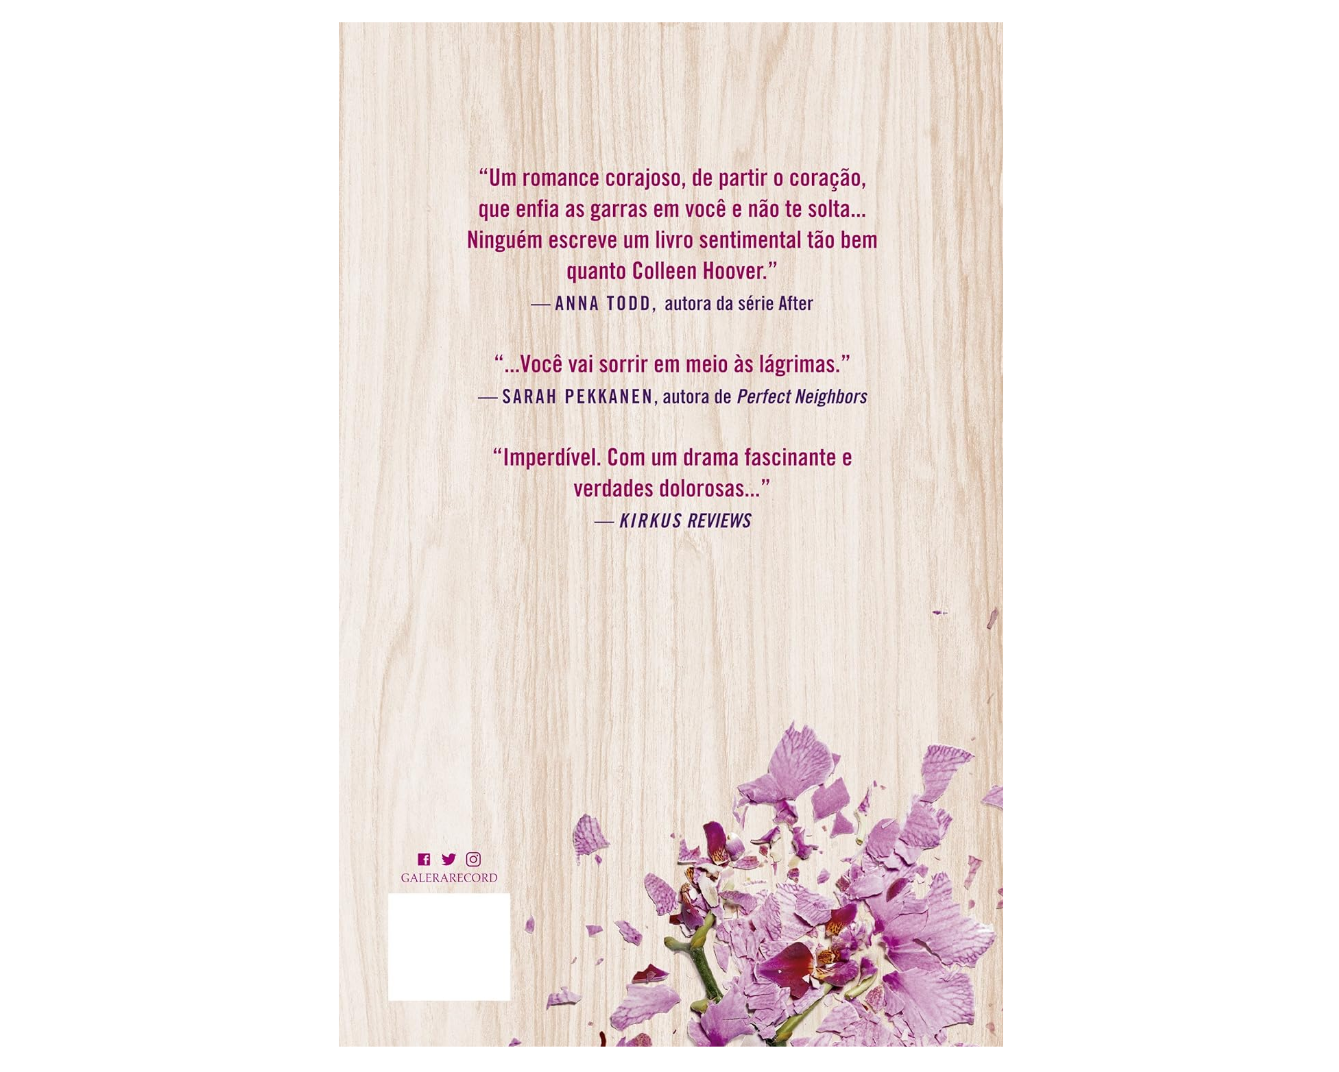 “Um romance corajoso, de partir o coração,
que enfia as garras em você e não te solta...
Ninguém escreve um livro sentimental tão bem
quanto Colleen Hoover.”
— ANNA TODD, autora da série After
“...Você vai sorrir em meio às lágrimas.”
— SARAH PEKKANEN, autora de Perfect Neighbors
“Imperdível. Com um drama fascinante e
verdades dolorosas...”
— KIRKUS REVIEWS
GALERARECORD